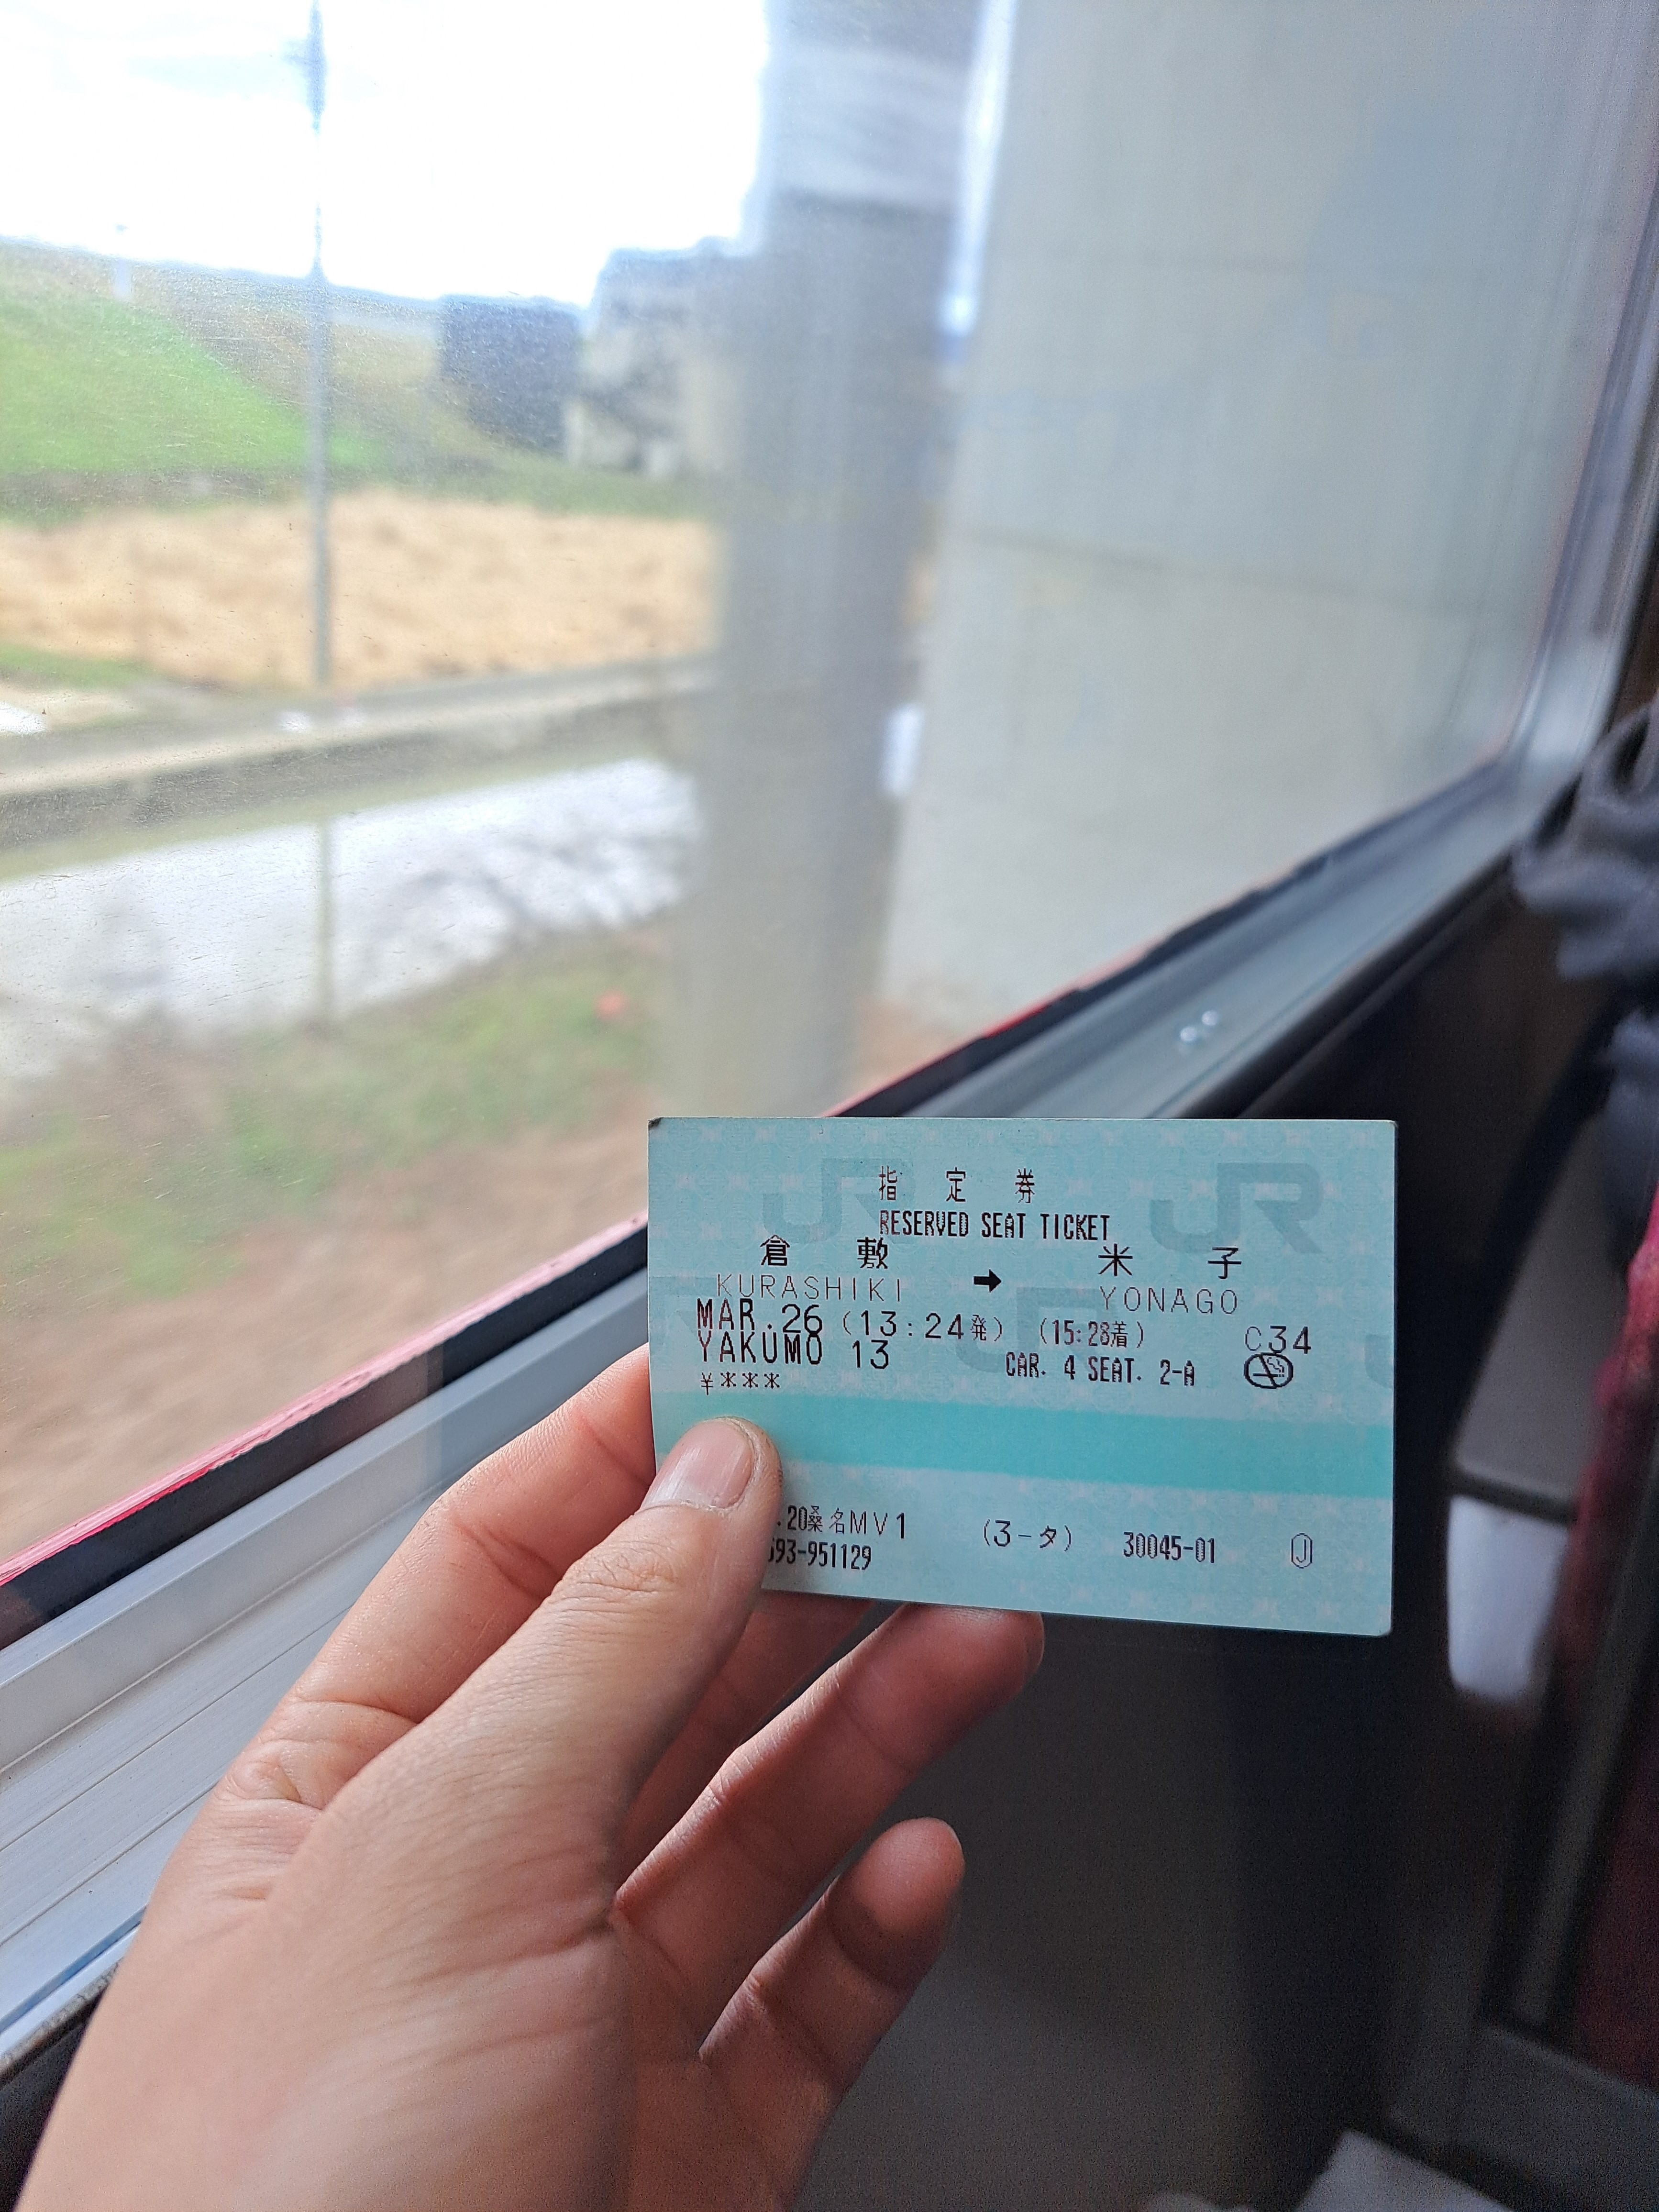 指定券
RESERVED SEAT TICKET
倉敷 ➡ 米子
KURASHIKI YONAGO
MAR.26 (13:24発) (15:28着) C34
YAKUMO 13 CAR. 4 SEAT. 2-A
¥****
.20桑名MV1 (3-タ) 30045-01 Ⓙ
93-951129